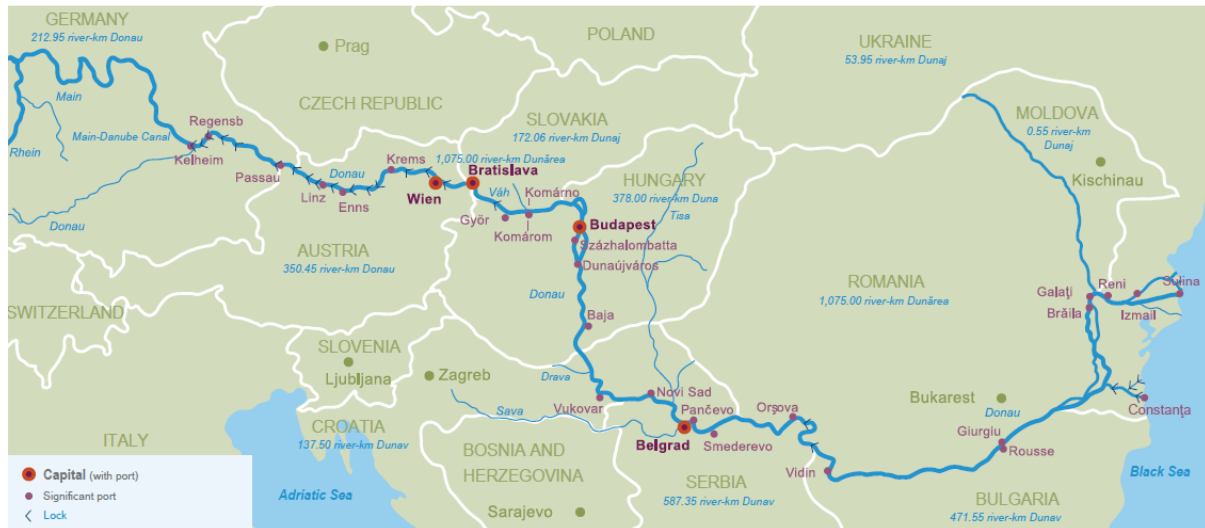 GERMANY
212.95 river-km Donau
Prag
POLAND
UKRAINE
53.95 river-km Dunaj
Main
CZECH REPUBLIC
MOLDOVA
0.55 river-km
Dunaj
Regensb
Main-Danube Canal
SLOVAKIA
172.06 river-km Dunaj
Rhein
Kelheim
Krems
1,075.00 river-km Dunărea
Kischinau
Passau
Donau
Bratislava
HUNGARY
378.00 river-km Duna
Linz
Enns
Wien
Váh
Komárno
Tisa
Donau
Györ
Komárom
Budapest
Százhalombatta
AUSTRIA
350.45 river-km Donau
Dunaújváros
ROMANIA
1,075.00 river-km Dunărea
Galaţi
Reni
Sulina
Brăila
Izmail
Donau
SWITZERLAND
Baja
SLOVENIA
Ljubljana
Zagreb
Drava
Novi Sad
Orşova
Bukarest
Donau
Constanţa
Vukovar
Sava
Pančevo
ITALY
CROATIA
137.50 river-km Dunav
Belgrad
Smederevo
Giurgiu
Rousse
BOSNIA AND
HERZEGOVINA
Vidin
Black Sea
Capital (with port)
Significant port
Lock
Adriatic Sea
SERBIA
587.35 river-km Dunav
BULGARIA
471.55 river-km Dunav
Sarajevo